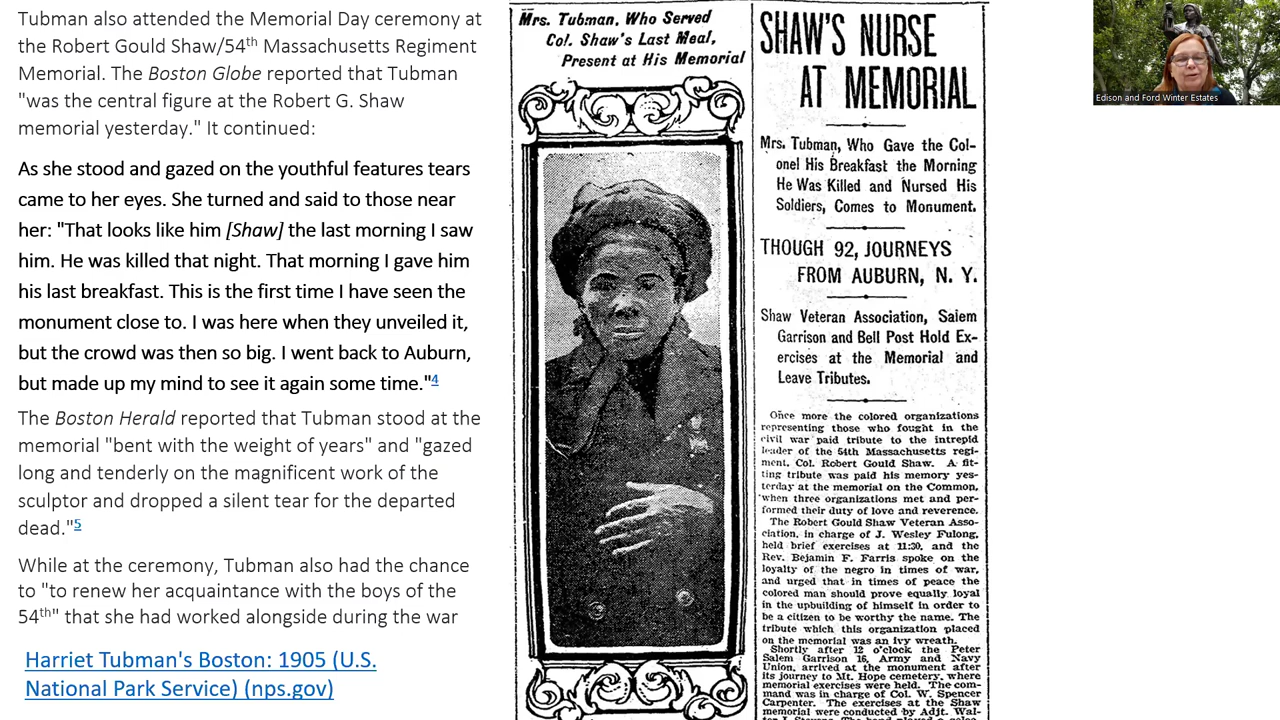 Tubman also attended the Memorial Day ceremony at
the Robert Gould Shaw/54th Massachusetts Regiment
Memorial. The Boston Globe reported that Tubman
"was the central figure at the Robert G. Shaw
memorial yesterday." It continued:
As she stood and gazed on the youthful features tears
came to her eyes. She turned and said to those near
her: "That looks like him [Shaw] the last morning I saw
him. He was killed that night. That morning I gave him
his last breakfast. This is the first time I have seen the
monument close to. I was here when they unveiled it,
but the crowd was then so big. I went back to Auburn,
but made up my mind to see it again some time."4
The Boston Herald reported that Tubman stood at the
memorial "bent with the weight of years" and "gazed
long and tenderly on the magnificent work of the
sculptor and dropped a silent tear for the departed
dead."5
While at the ceremony, Tubman also had the chance
to "to renew her acquaintance with the boys of the
54th" that she had worked alongside during the war
Harriet Tubman's Boston: 1905 (U.S.
National Park Service) (nps.gov)
Mrs. Tubman, Who Served
Col. Shaw's Last Meal,
Present at His Memorial
SHAW'S NURSE
AT MEMORIAL
Mrs. Tubman, Who Gave the Col-
onel His Breakfast the Morning
He Was Killed and Nursed His
Soldiers, Comes to Monument.
THOUGH 92, JOURNEYS
FROM AUBURN, N. Y.
Shaw Veteran Association, Salem
Garrison and Bell Post Hold Ex-
ercises at the Memorial and
Leave Tributes.
Once more the colored organizations
representing those who fought in the
civil war paid tribute to the intrepid
leader of the 54th Massachusetts regi-
ment, Col. Robert Gould Shaw. A fit-
ting tribute was paid his memory yes-
terday at the memorial on the Common,
when three organizations met and per-
formed their duty of love and reverence.
The Robert Gould Shaw Veteran Asso-
ciation, in charge of J. Wesley Fulong,
held brief exercises at 11:30, and the
Rev. Bejamin F. Farris spoke on the
loyalty of the negro in times of war,
and urged that in times of peace the
colored man should prove equally loyal
in the upbuilding of himself in order to
be a citizen to be worthy the name. The
tribute which this organization placed
on the memorial was an ivy wreath.
Shortly after 12 o'clock the Peter
Salem Garrison 16, Army and Navy
Union, arrived at the monument after
its journey to Mt. Hope cemetery, where
memorial exercises were held. The com-
mand was in charge of Col. W. Spencer
Carpenter. The exercises at the Shaw
memorial were conducted by Adjt. Wal-
Edison and Ford Winter Estates